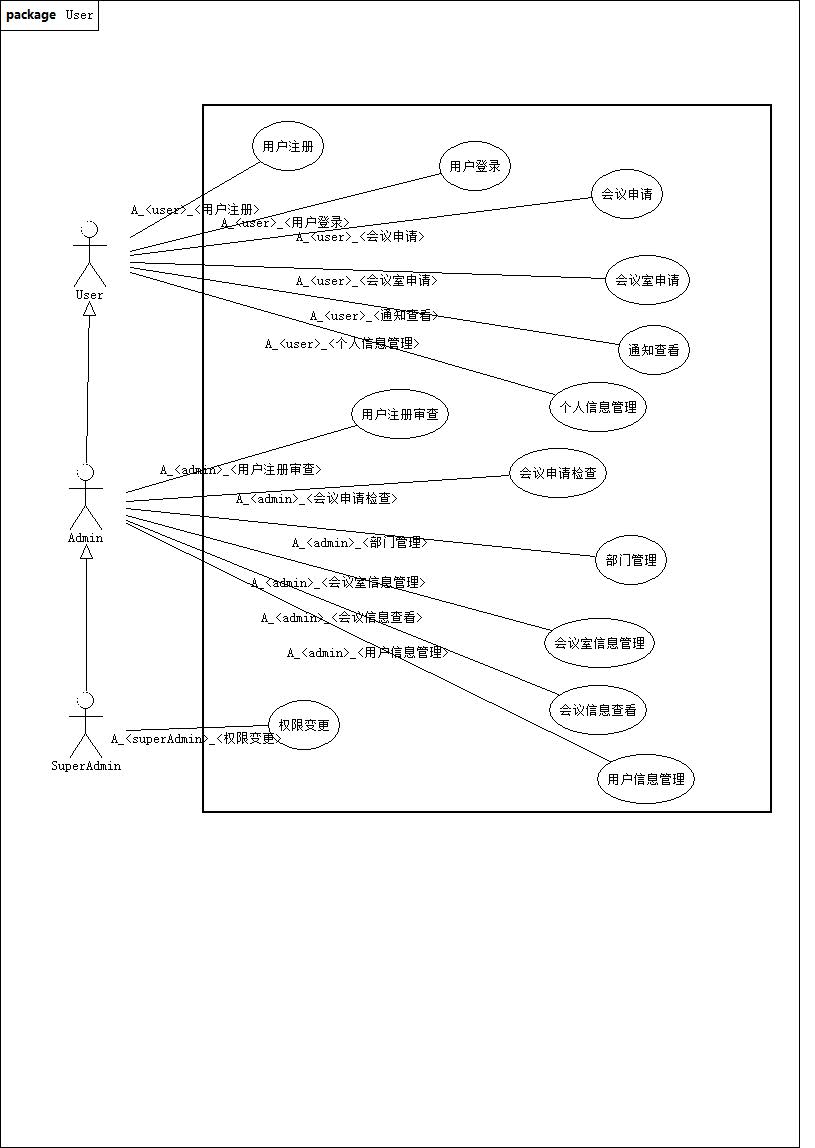 package User
用户注册
用户登录
会议申请
A_<user>_<用户注册>
A_<user>_<用户登录>
A_<user>_<会议申请>
会议室申请
A_<user>_<会议室申请>
User
A_<user>_<通知查看>
A_<user>_<个人信息管理>
通知查看
个人信息管理
用户注册审查
A_<admin>_<用户注册审查>
会议申请检查
A_<admin>_<会议申请检查>
Admin
A_<admin>_<部门管理>
部门管理
A_<admin>_<会议室信息管理>
A_<admin>_<会议信息查看>
会议室信息管理
A_<admin>_<用户信息管理>
会议信息查看
权限变更
A_<superAdmin>_<权限变更>
SuperAdmin
用户信息管理